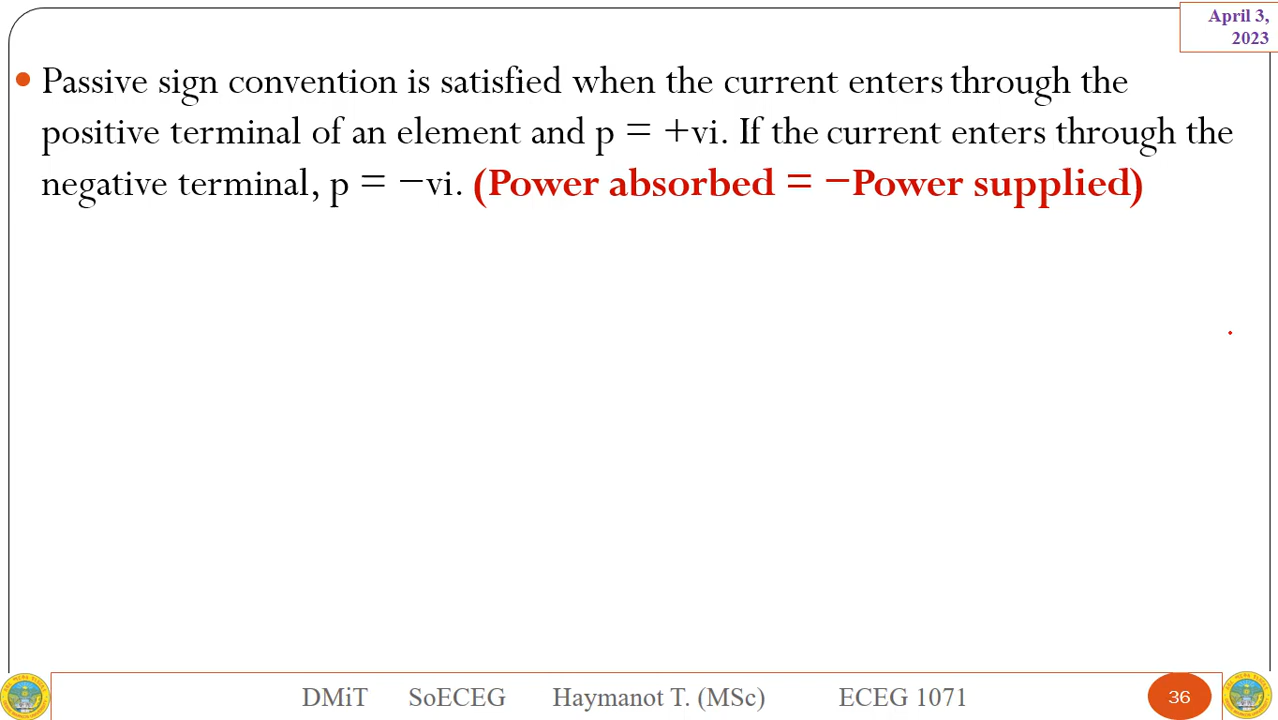 April 3,
2023
• Passive sign convention is satisfied when the current enters through the
positive terminal of an element and p = +vi. If the current enters through the
negative terminal, p = −vi. (Power absorbed = −Power supplied)
DMiT SoECEG Haymanot T. (MSc) ECEG 1071
36